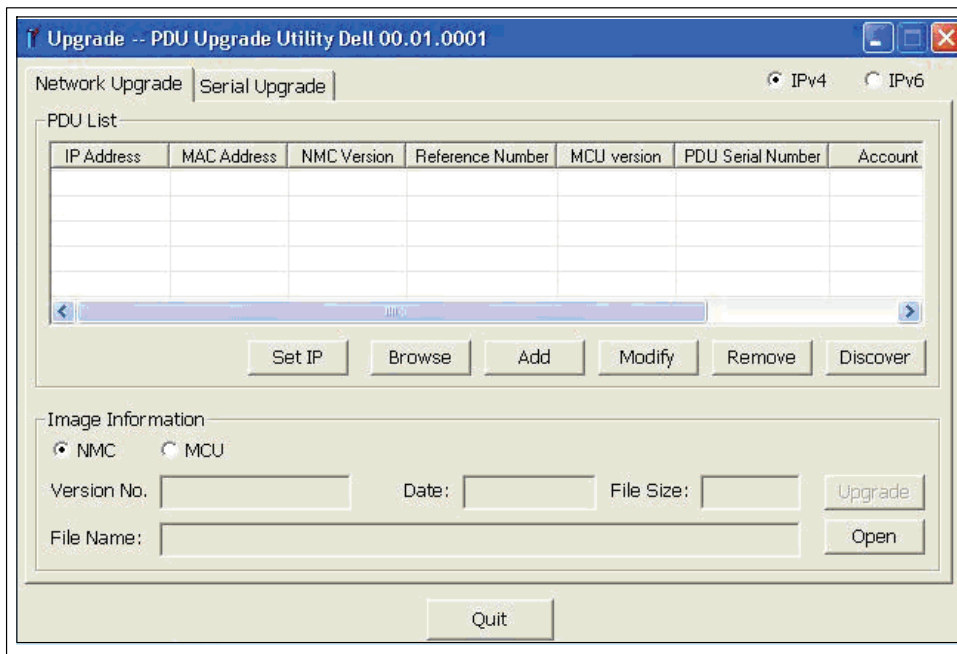 Upgrade -- PDU Upgrade Utility Dell 00.01.0001
Network Upgrade Serial Upgrade IPv4 IPv6
PDU List
IP Address MAC Address NMC Version Reference Number MCU version PDU Serial Number Account
Set IP Browse Add Modify Remove Discover
Image Information
NMC MCU
Version No. Date: File Size: Upgrade
File Name: Open
Quit